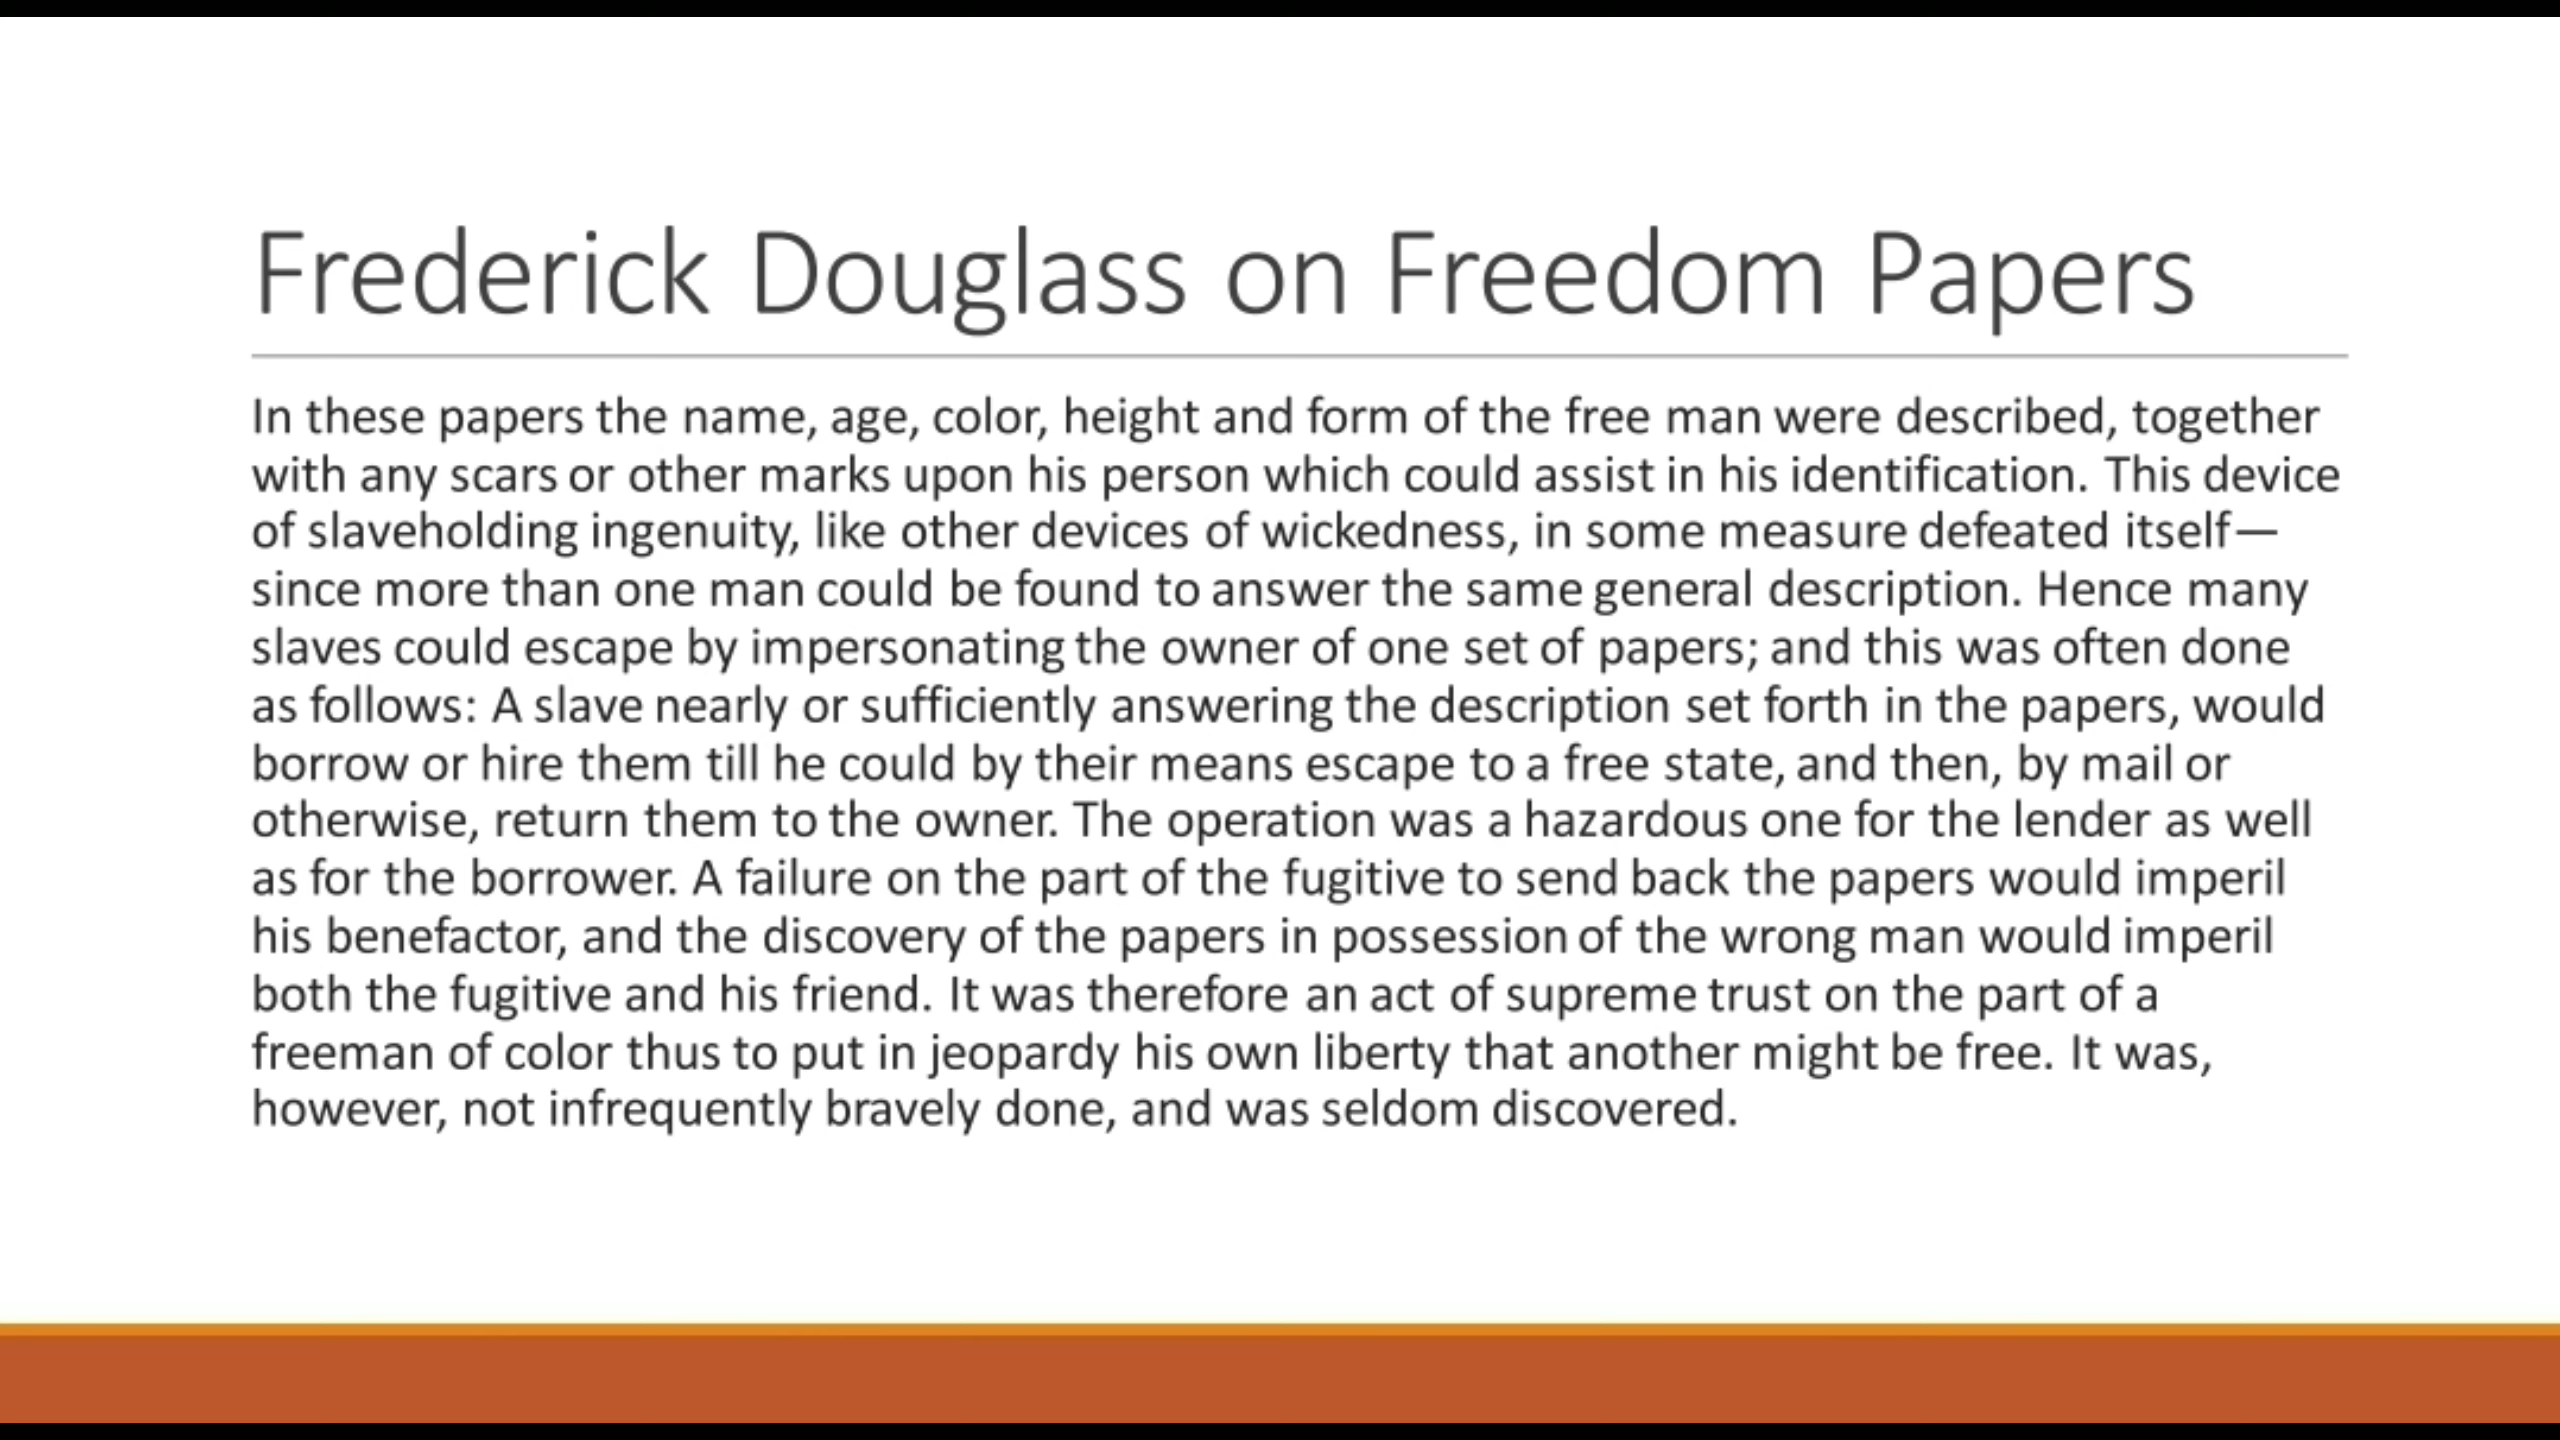 Frederick Douglass on Freedom Papers
In these papers the name, age, color, height and form of the free man were described, together
with any scars or other marks upon his person which could assist in his identification. This device
of slaveholding ingenuity, like other devices of wickedness, in some measure defeated itself—
since more than one man could be found to answer the same general description. Hence many
slaves could escape by impersonating the owner of one set of papers; and this was often done
as follows: A slave nearly or sufficiently answering the description set forth in the papers, would
borrow or hire them till he could by their means escape to a free state, and then, by mail or
otherwise, return them to the owner. The operation was a hazardous one for the lender as well
as for the borrower. A failure on the part of the fugitive to send back the papers would imperil
his benefactor, and the discovery of the papers in possession of the wrong man would imperil
both the fugitive and his friend. It was therefore an act of supreme trust on the part of a
freeman of color thus to put in jeopardy his own liberty that another might be free. It was,
however, not infrequently bravely done, and was seldom discovered.